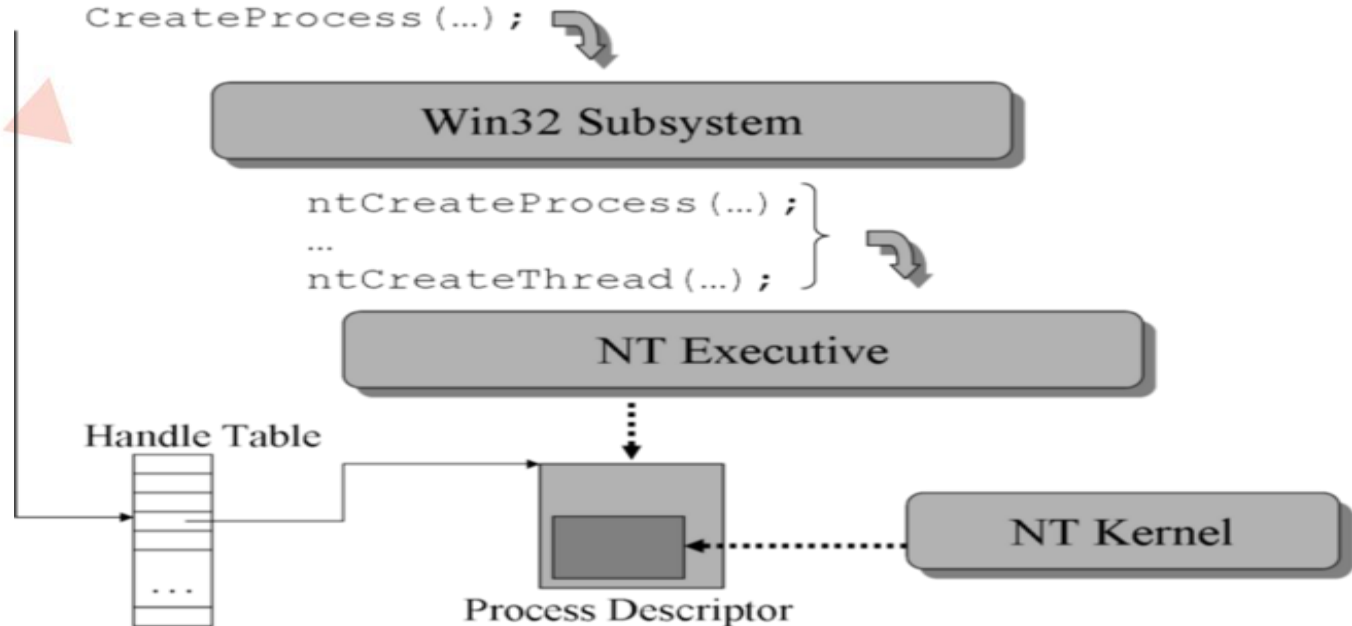 CreateProcess(…);
Win32 Subsystem
ntCreateProcess(…);
…
ntCreateThread(…);
NT Executive
Handle Table
NT Kernel
...
Process Descriptor